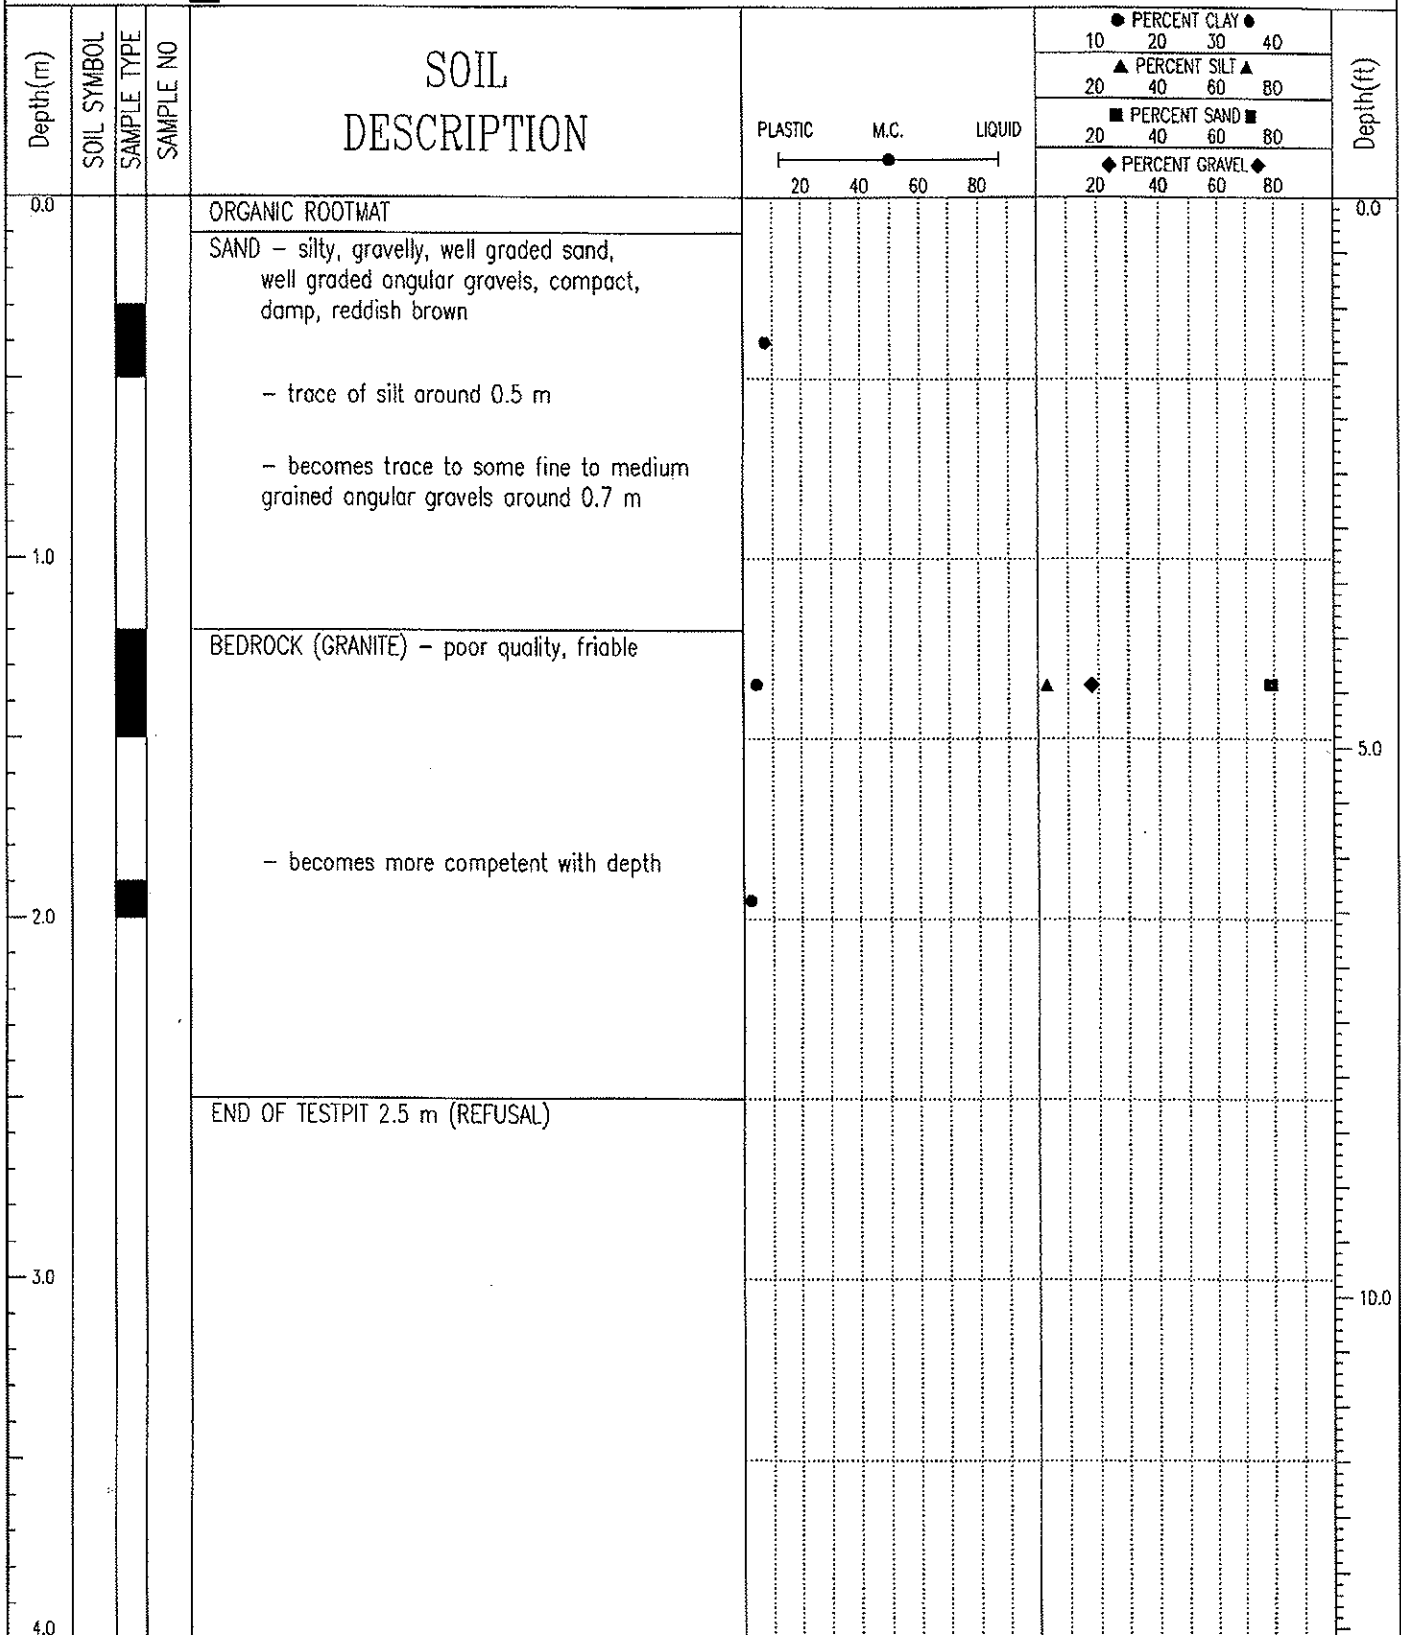 Depth(m)
SOIL SYMBOL
SAMPLE TYPE
SAMPLE NO
SOIL
DESCRIPTION
PLASTIC M.C. LIQUID
20 40 60 80
● PERCENT CLAY ●
10 20 30 40
▲ PERCENT SILT ▲
20 40 60 80
■ PERCENT SAND ■
20 40 60 80
◆ PERCENT GRAVEL ◆
20 40 60 80
Depth(ft)
0.0
ORGANIC ROOTMAT
0.0
SAND – silty, gravelly, well graded sand,
well graded angular gravels, compact,
damp, reddish brown
– trace of silt around 0.5 m
– becomes trace to some fine to medium
grained angular gravels around 0.7 m
1.0
BEDROCK (GRANITE) – poor quality, friable
5.0
– becomes more competent with depth
2.0
END OF TESTPIT 2.5 m (REFUSAL)
3.0
10.0
4.0